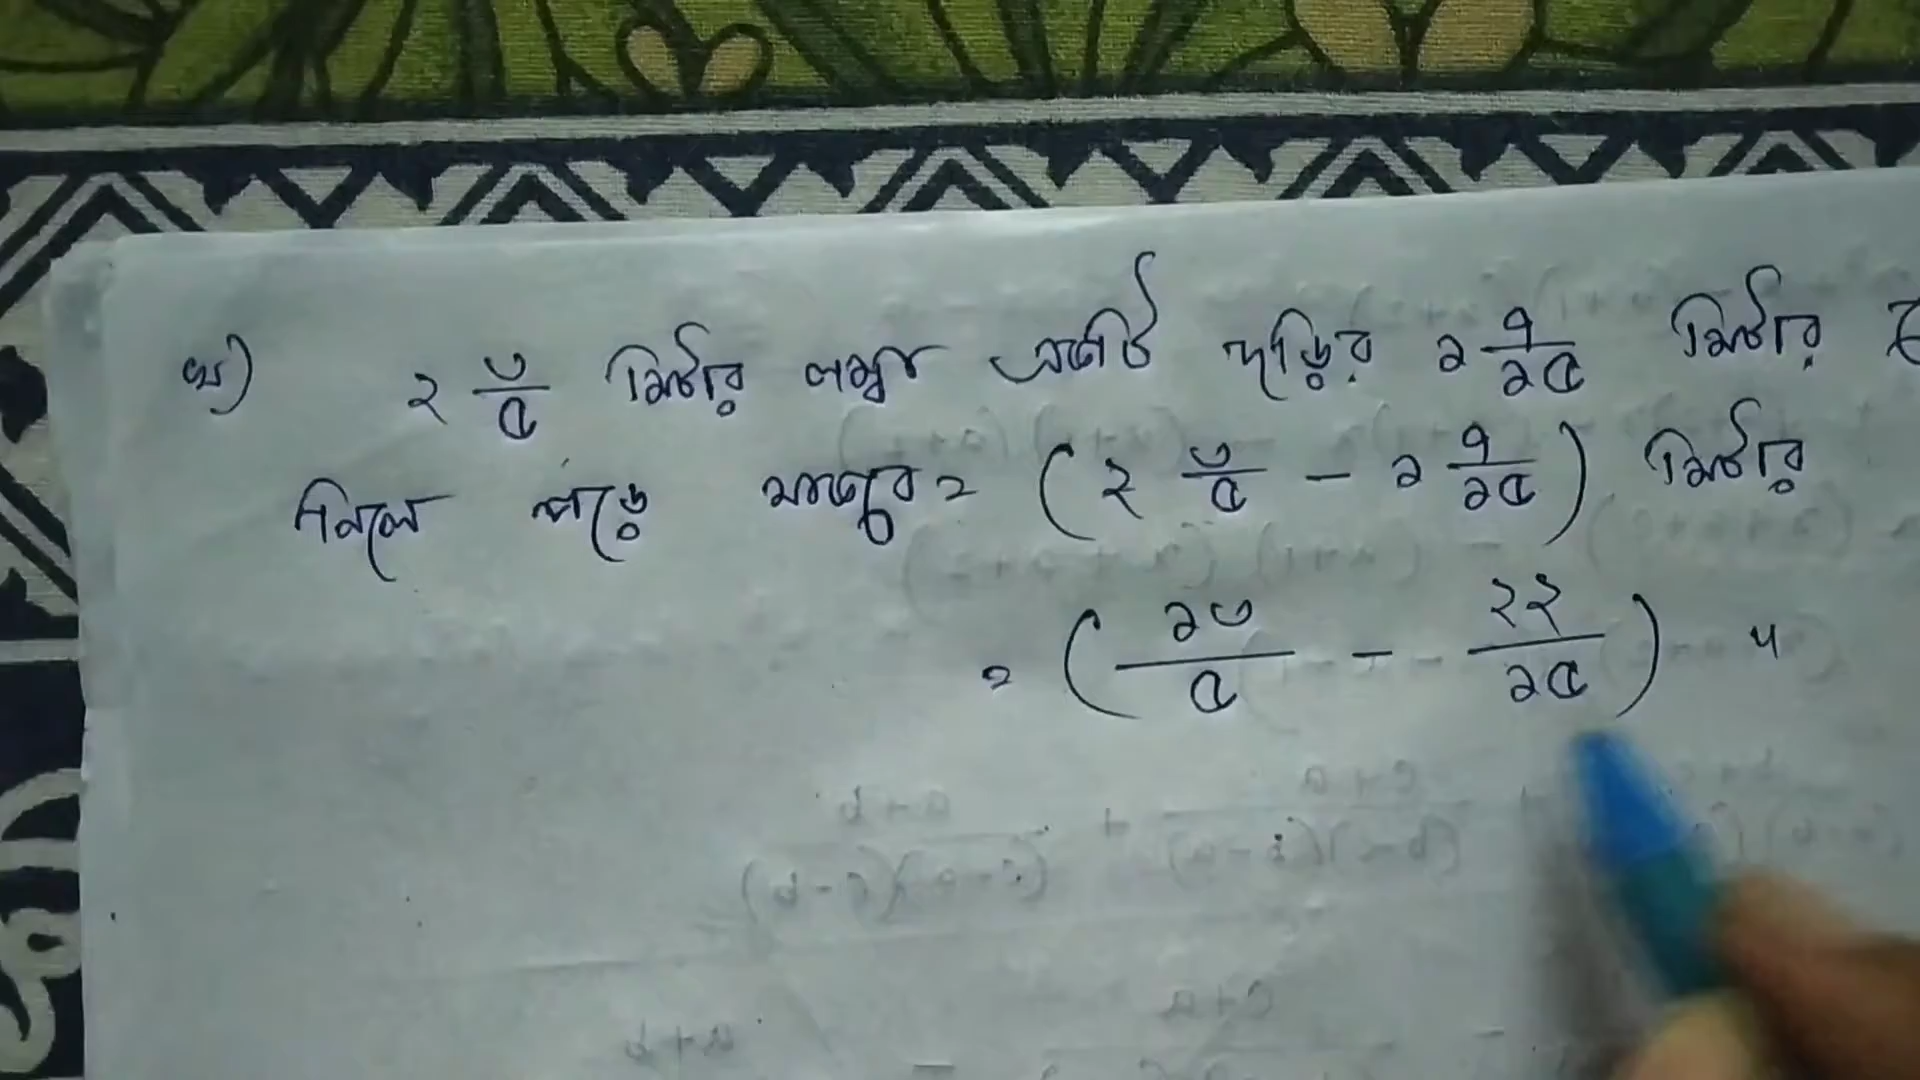 খ) ২ ৩/৫ মিটার লম্বা একটি দড়ির ১ ৭/১৫ মিটার
নিলে পড়ে থাকবে = (২ ৩/৫ - ১ ৭/১৫) মিটার
= (১৩/৫ - ২২/১৫) "